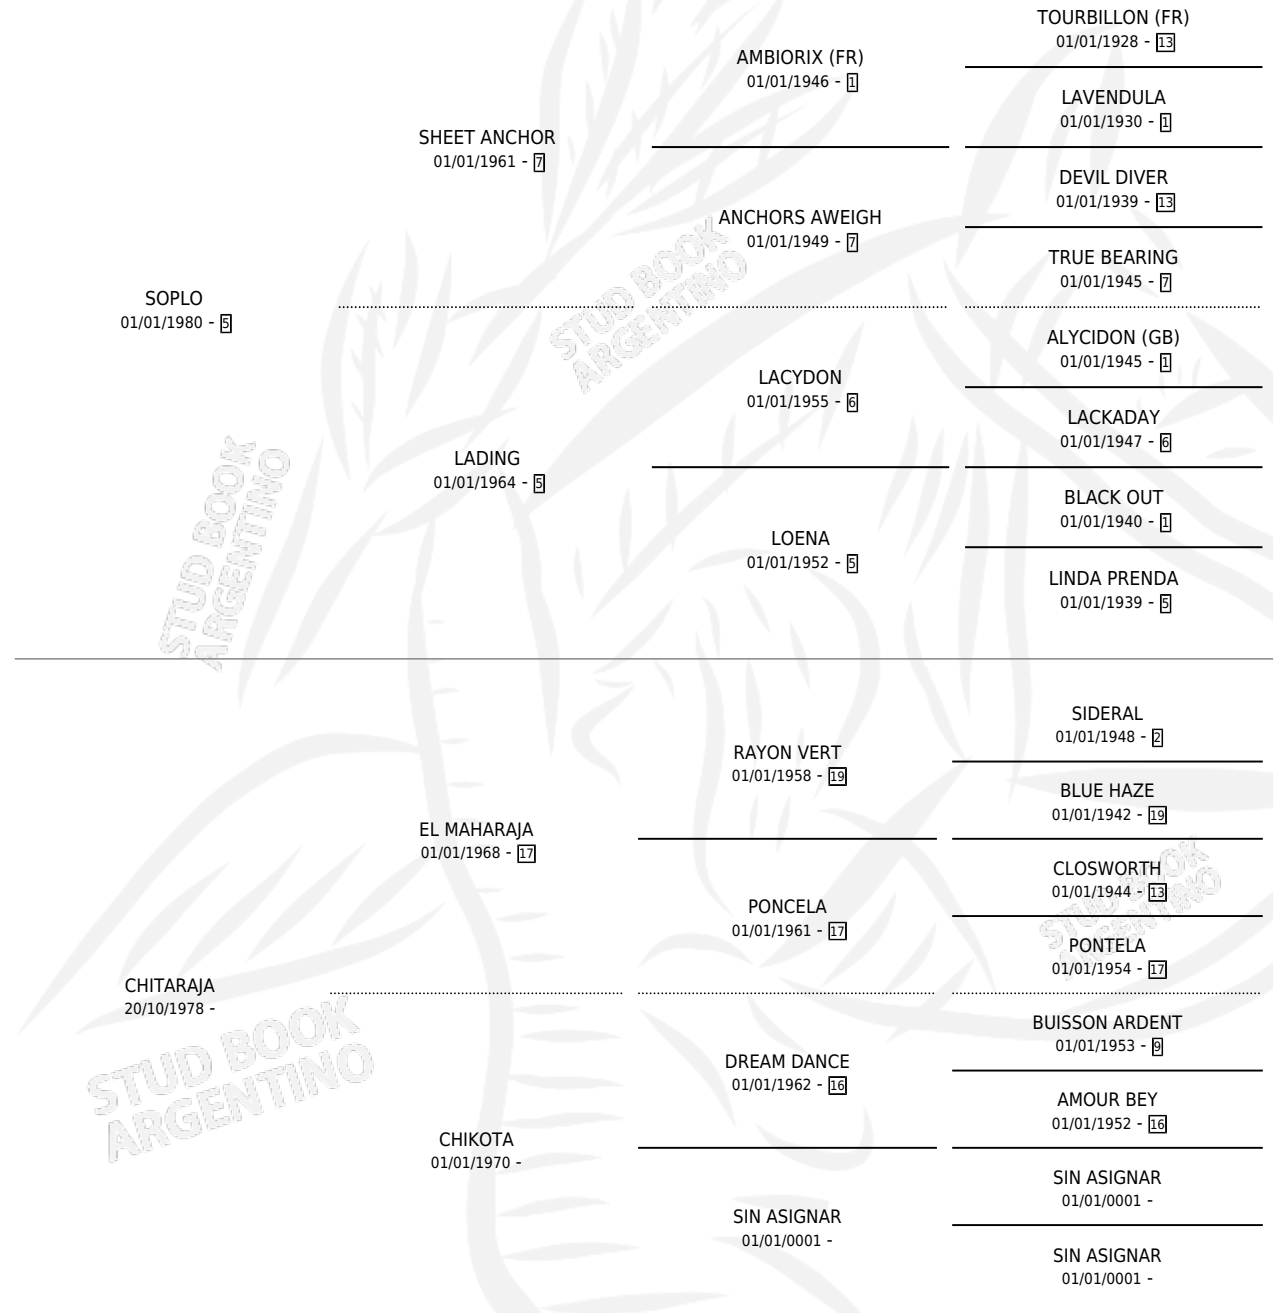 TOURBILLON (FR)
01/01/1928 - 13
AMBIORIX (FR)
01/01/1946 - 1
LAVENDULA
01/01/1930 - 1
SHEET ANCHOR
01/01/1961 - 7
DEVIL DIVER
01/01/1939 - 13
ANCHORS AWEIGH
01/01/1949 - 7
TRUE BEARING
01/01/1945 - 7
SOPLO
01/01/1980 - 5
STUD BOOK
ARGENTINO
ALYCIDON (GB)
01/01/1945 - 1
LACYDON
01/01/1955 - 6
LACKADAY
01/01/1947 - 6
LADING
01/01/1964 - 5
BLACK OUT
01/01/1940 - 1
LOENA
01/01/1952 - 5
LINDA PRENDA
01/01/1939 - 5
STUD BOOK
ARGENTINO
SIDERAL
01/01/1948 - 2
RAYON VERT
01/01/1958 - 19
BLUE HAZE
01/01/1942 - 19
EL MAHARAJA
01/01/1968 - 17
CLOSWORTH
01/01/1944 - 13
PONCELA
01/01/1961 - 17
STUD BOOK
ARGENTINO
PONTELA
01/01/1954 - 17
CHITARAJA
20/10/1978 -
BUISSON ARDENT
01/01/1953 - 9
DREAM DANCE
01/01/1962 - 16
AMOUR BEY
01/01/1952 - 16
STUD BOOK
ARGENTINO
CHIKOTA
01/01/1970 -
SIN ASIGNAR
01/01/0001 -
SIN ASIGNAR
01/01/0001 -
SIN ASIGNAR
01/01/0001 -